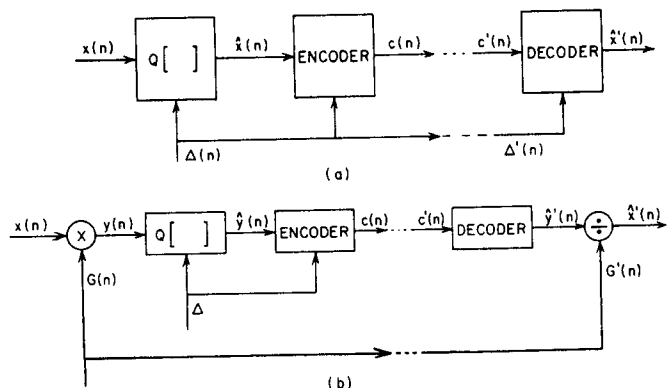 x(n) Q[ ] x̂(n) ENCODER c(n) c'(n) DECODER x̂'(n)
Δ(n) Δ'(n)
(a)
x(n) X y(n) Q[ ] ŷ(n) ENCODER c(n) c'(n) DECODER ŷ'(n) ÷ x̂'(n)
G(n) Δ G'(n)
(b)